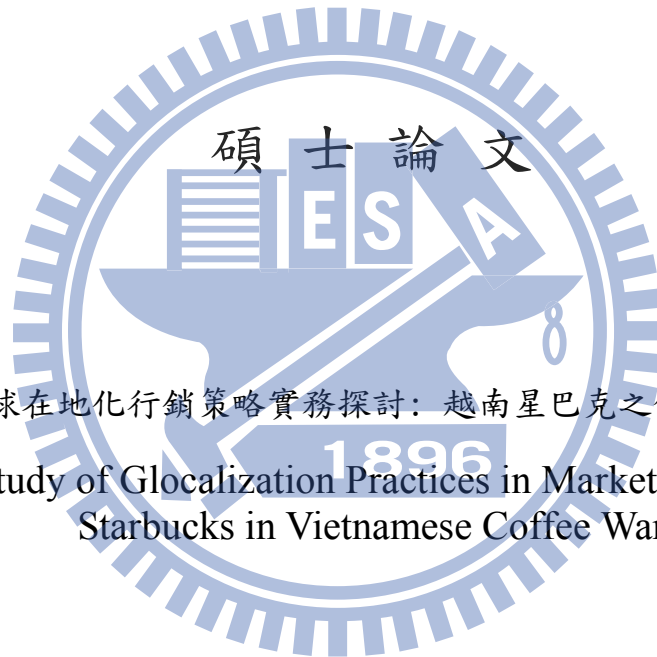 碩士論文
ESA
球在地化行銷策略實務探討: 越南星巴克之
1896
tudy of Glocalization Practices in Market
Starbucks in Vietnamese Coffee War